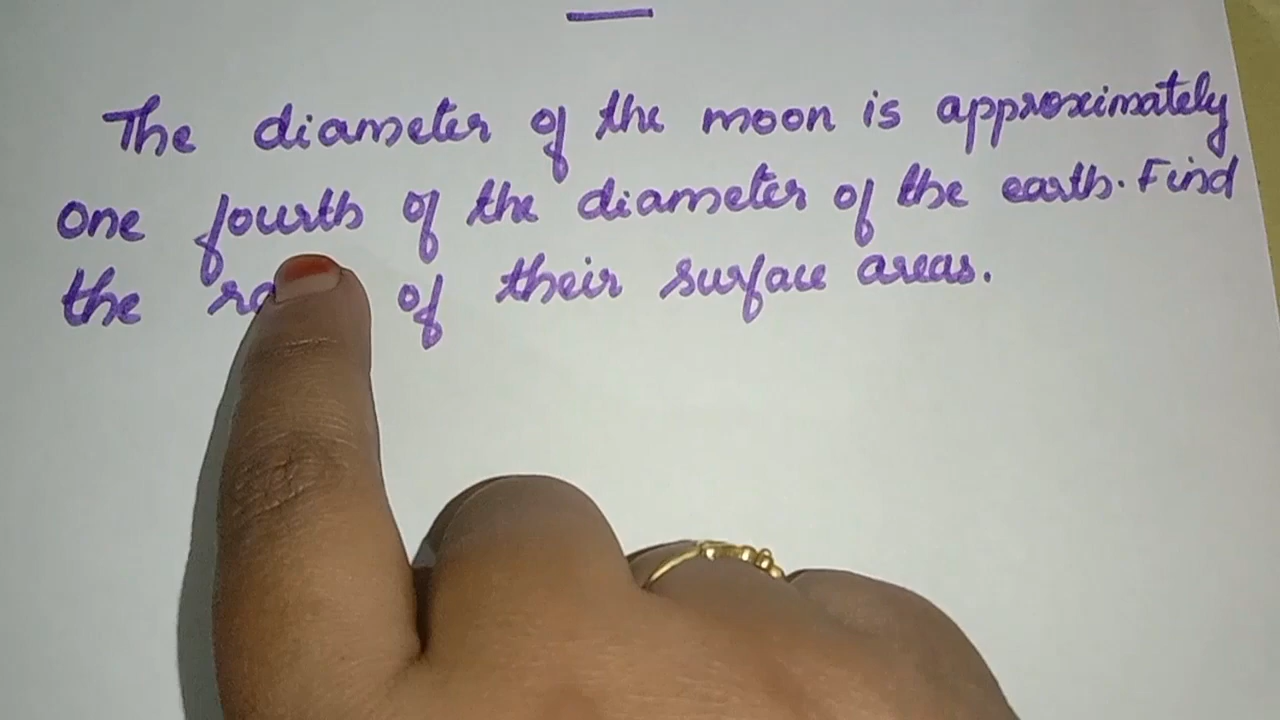 The diameter of the moon is approximately
one fourth of the diameter of the earth. Find
the of their surface areas.